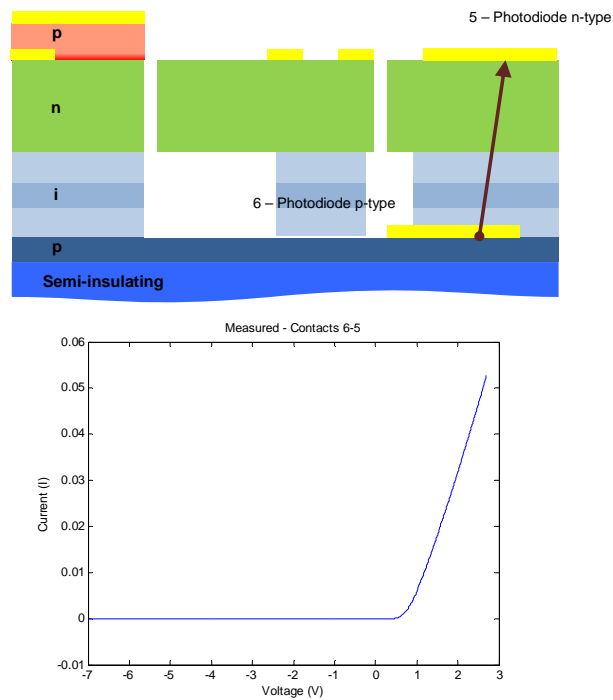 5 – Photodiode n-type
p
n
6 – Photodiode p-type
i
p
Semi-insulating
Measured - Contacts 6-5
0.06
0.05
0.04
0.03
0.02
0.01
0
-0.01
Current (I)
-7 -6 -5 -4 -3 -2 -1 0 1 2 3
Voltage (V)